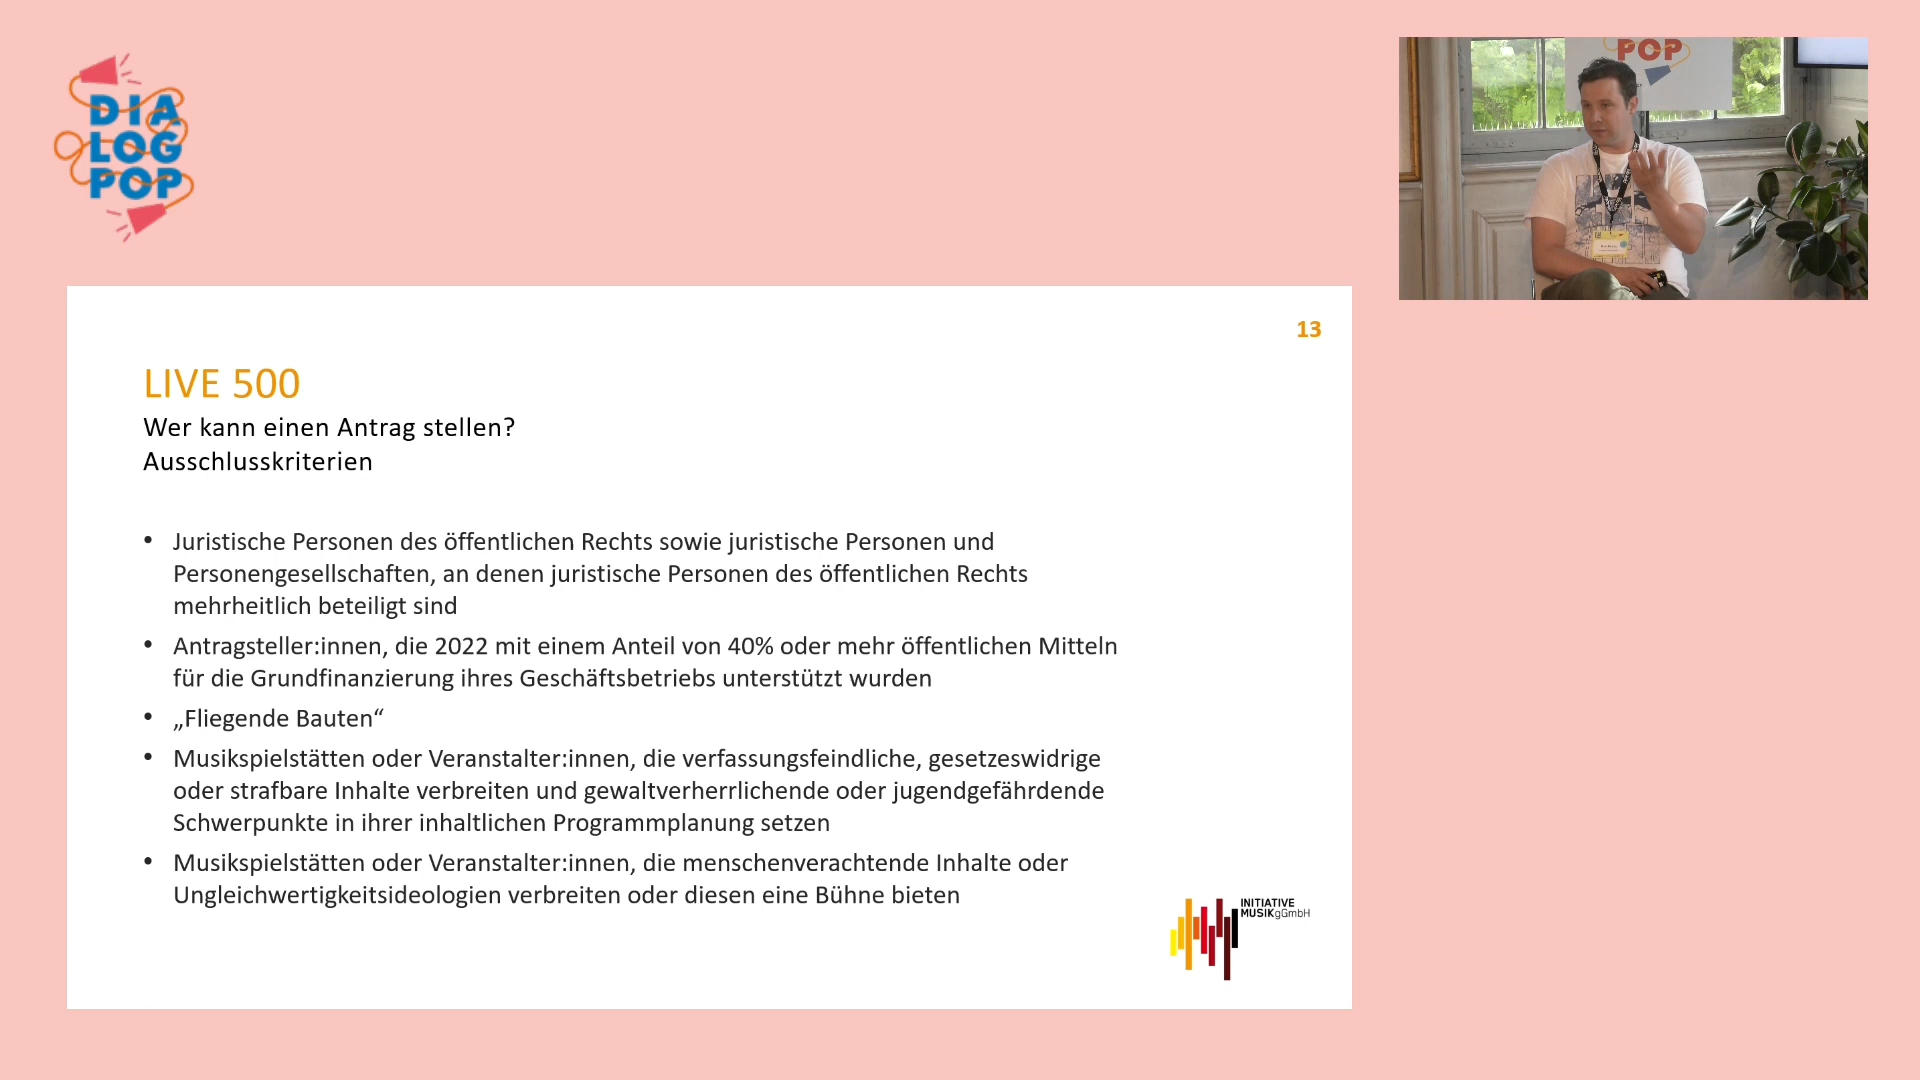 DIA
LOG
POP
POP
13
LIVE 500
Wer kann einen Antrag stellen?
Ausschlusskriterien
• Juristische Personen des öffentlichen Rechts sowie juristische Personen und
Personengesellschaften, an denen juristische Personen des öffentlichen Rechts
mehrheitlich beteiligt sind
• Antragsteller:innen, die 2022 mit einem Anteil von 40% oder mehr öffentlichen Mitteln
für die Grundfinanzierung ihres Geschäftsbetriebs unterstützt wurden
• „Fliegende Bauten“
• Musikspielstätten oder Veranstalter:innen, die verfassungsfeindliche, gesetzeswidrige
oder strafbare Inhalte verbreiten und gewaltverherrlichende oder jugendgefährdende
Schwerpunkte in ihrer inhaltlichen Programmplanung setzen
• Musikspielstätten oder Veranstalter:innen, die menschenverachtende Inhalte oder
Ungleichwertigkeitsideologien verbreiten oder diesen eine Bühne bieten
INITIATIVE
MUSIKgGmbH